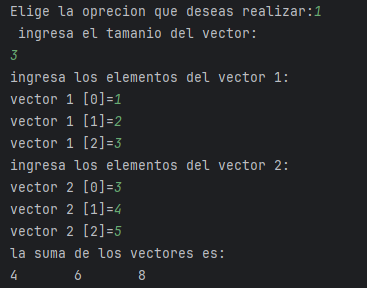 Elige la oprecion que deseas realizar:1
ingresa el tamanio del vector:
3
ingresa los elementos del vector 1:
vector 1 [0]=1
vector 1 [1]=2
vector 1 [2]=3
ingresa los elementos del vector 2:
vector 2 [0]=3
vector 2 [1]=4
vector 2 [2]=5
la suma de los vectores es:
4 6 8